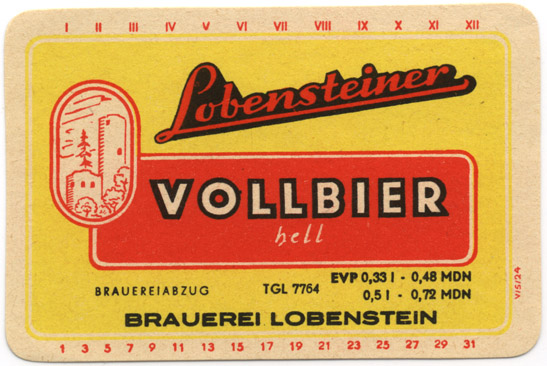 I II III IV V VI VII VIII IX X XI XII
Lobensteiner
VOLLBIER
hell
BRAUEREIABZUG TGL 7764 EVP 0,33 l - 0,48 MDN
0,5 l - 0,72 MDN
BRAUEREI LOBENSTEIN
V/5/24
1 3 5 7 9 11 13 15 17 19 21 23 25 27 29 31